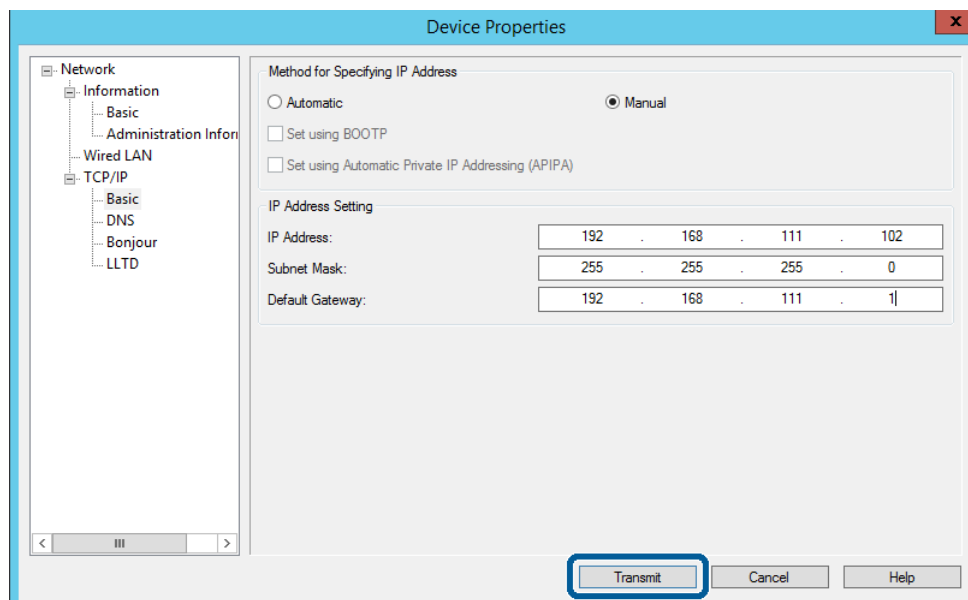 Device Properties
x
Network
Information
Basic
Administration Infor
Wired LAN
TCP/IP
Basic
DNS
Bonjour
LLTD
Method for Specifying IP Address
Automatic
Manual
Set using BOOTP
Set using Automatic Private IP Addressing (APIPA)
IP Address Setting
IP Address: 192 . 168 . 111 . 102
Subnet Mask: 255 . 255 . 255 . 0
Default Gateway: 192 . 168 . 111 . 1
Transmit Cancel Help